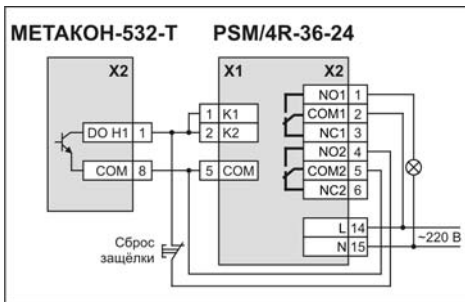 МЕТАКОН-532-Т PSM/4R-36-24
X2 X1 X2
NO1 1
1 K1 COM1 2
DO H1 1 2 K2 NC1 3
NO2 4
COM 8 5 COM COM2 5
NC2 6
L 14
~220 В
N 15
Сброс
защёлки